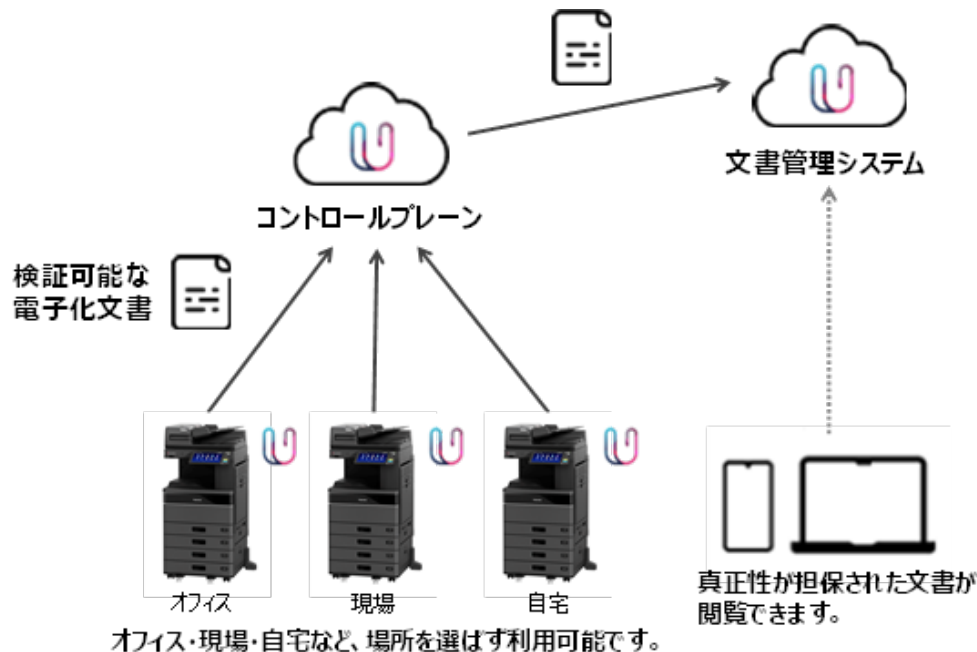 文書管理システム
コントロールプレーン
検証可能な
電子化文書
オフィス
現場
自宅
オフィス・現場・自宅など、場所を選ばず利用可能です。
真正性が担保された文書が
閲覧できます。